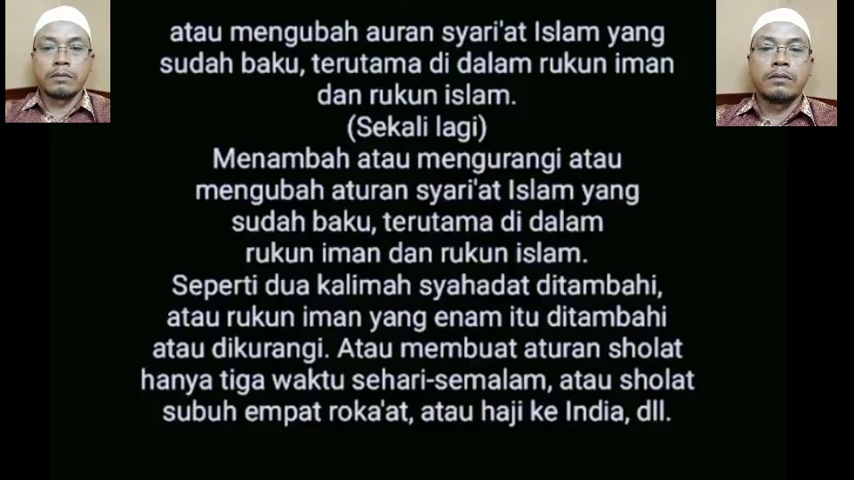 atau mengubah auran syari'at Islam yang
sudah baku, terutama di dalam rukun iman
dan rukun islam.
(Sekali lagi)
Menambah atau mengurangi atau
mengubah aturan syari'at Islam yang
sudah baku, terutama di dalam
rukun iman dan rukun islam.
Seperti dua kalimah syahadat ditambahi,
atau rukun iman yang enam itu ditambahi
atau dikurangi. Atau membuat aturan sholat
hanya tiga waktu sehari-semalam, atau sholat
subuh empat roka'at, atau haji ke India, dll.